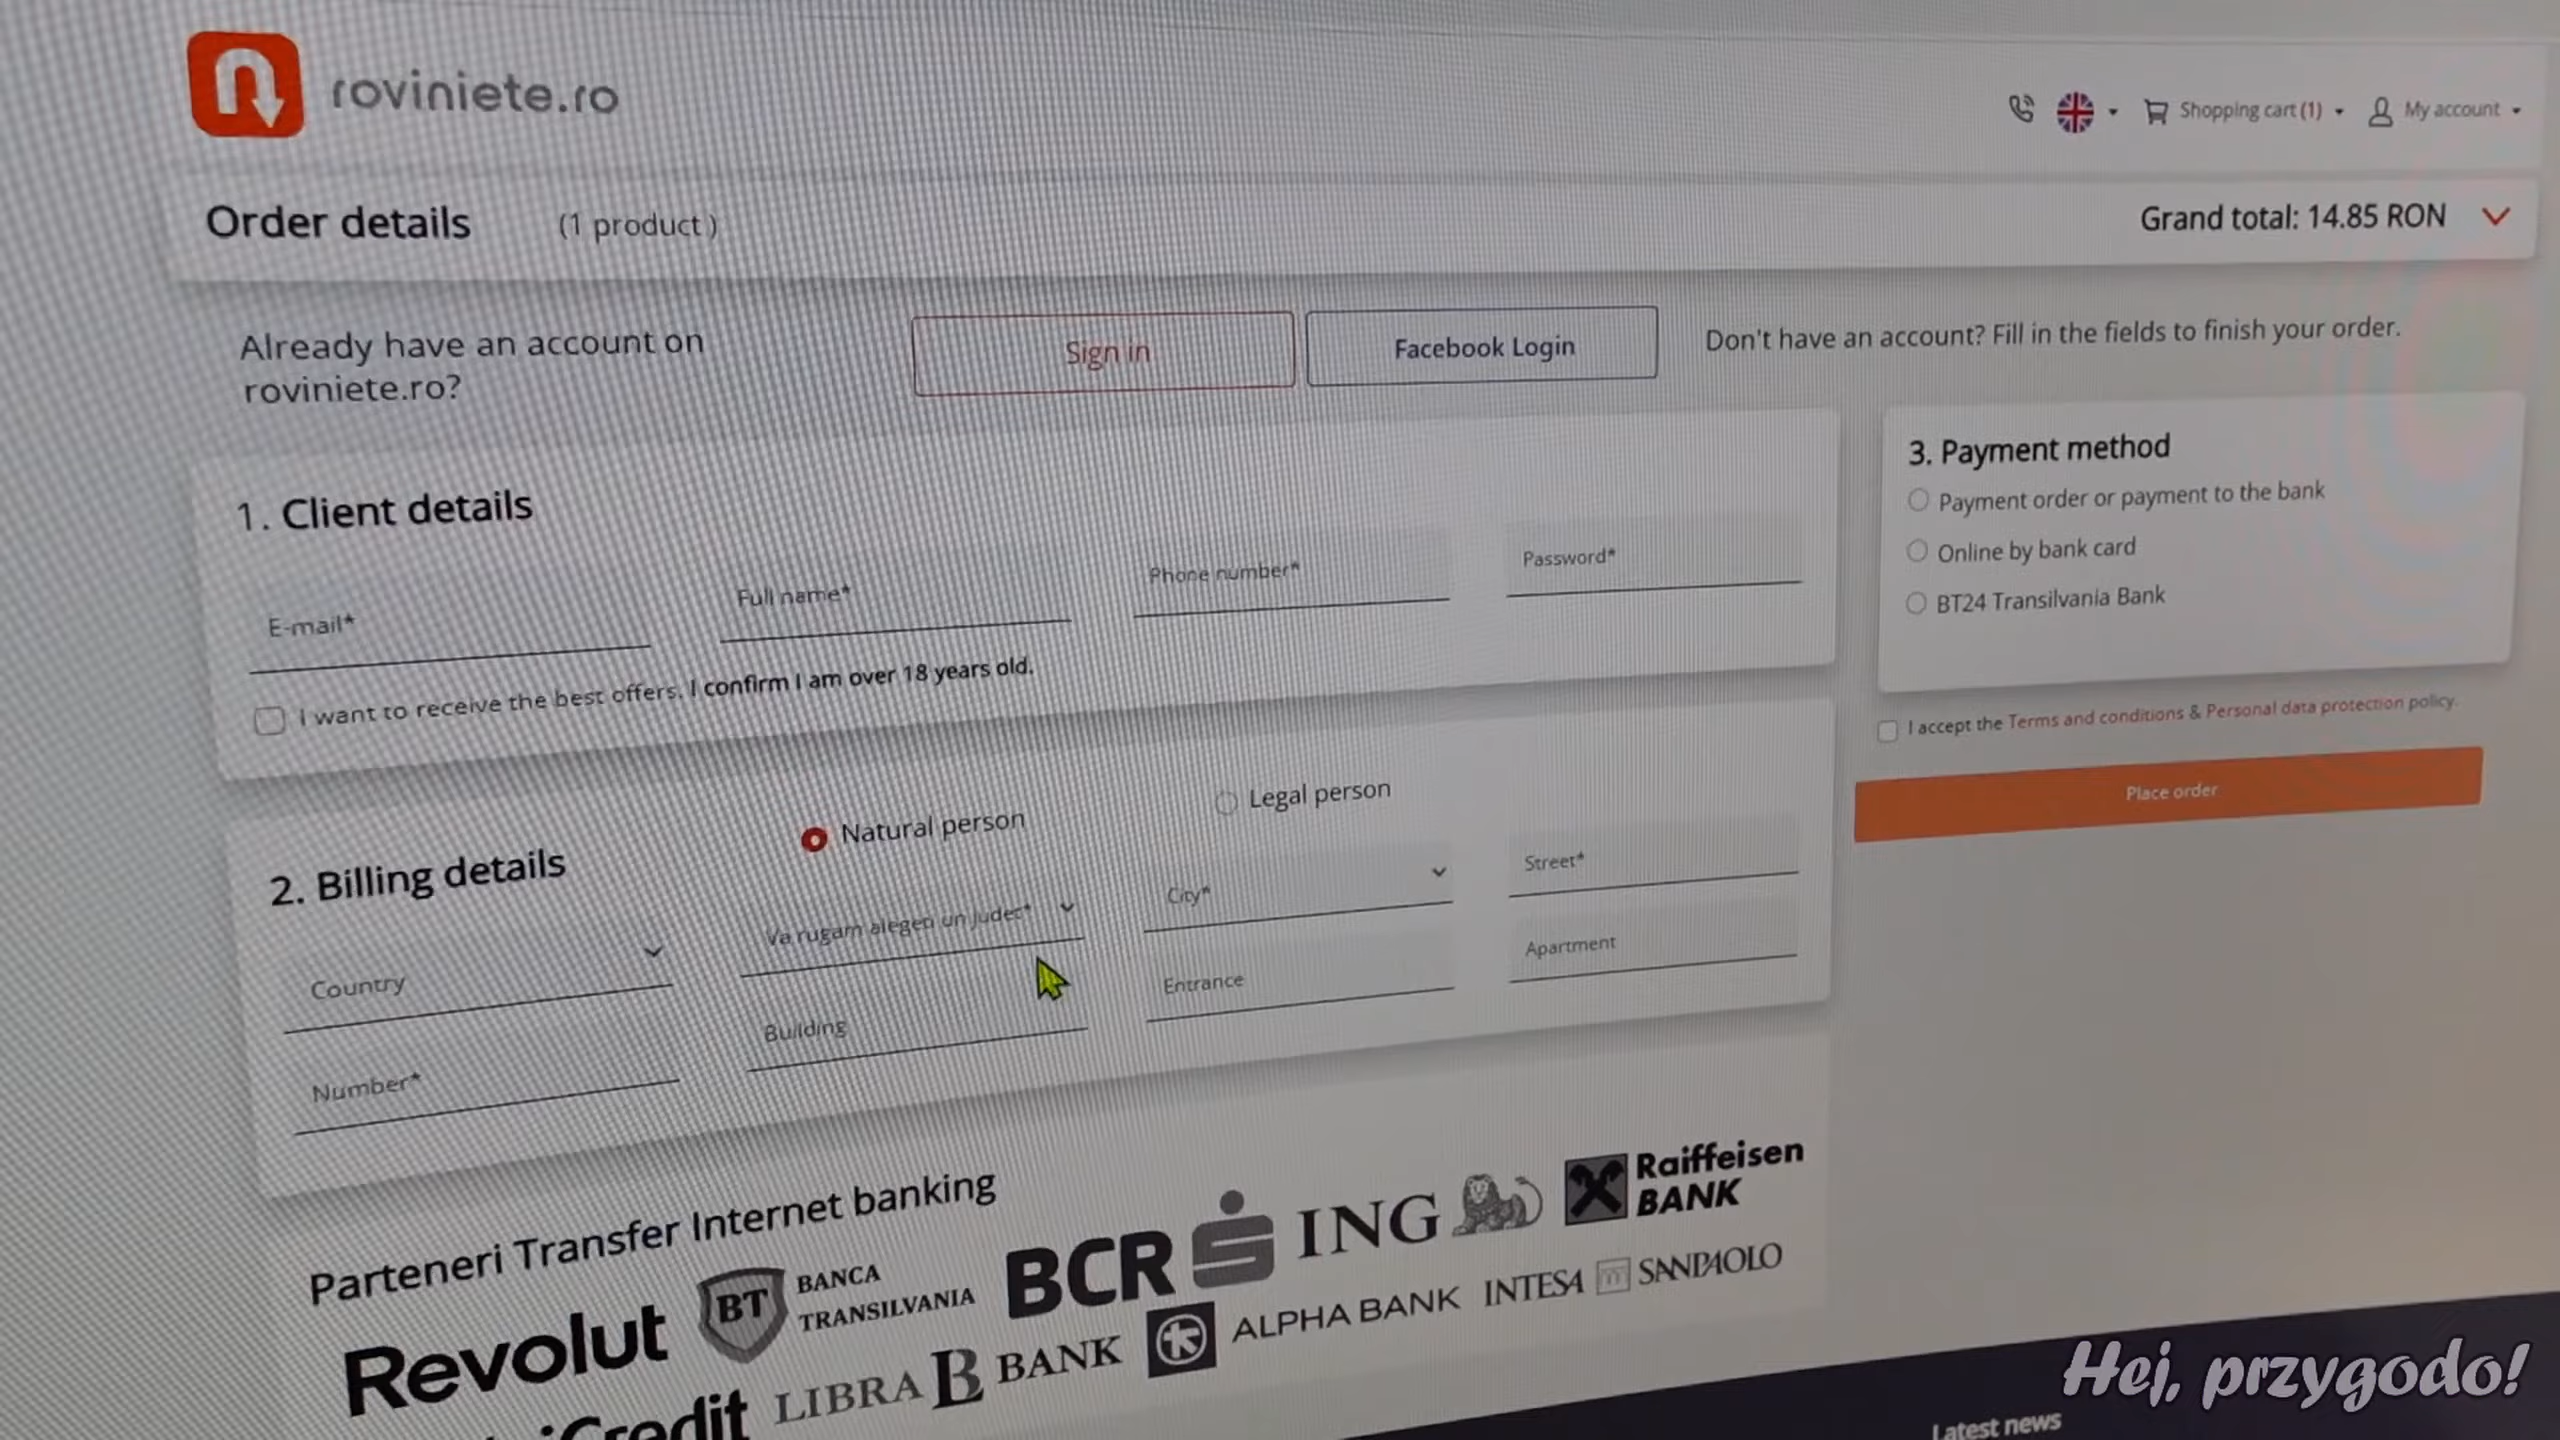 roviniete.ro
Shopping cart (1)
My account
Order details
(1 product )
Grand total: 14.85 RON
Already have an account on
roviniete.ro?
Sign in
Facebook Login
Don't have an account? Fill in the fields to finish your order.
1. Client details
E-mail*
Full name*
Phone number*
Password*
I want to receive the best offers. I confirm I am over 18 years old.
2. Billing details
Natural person
Legal person
Country
Va rugam alegeti un judec*
City*
Street*
Number*
Building
Entrance
Apartment
3. Payment method
Payment order or payment to the bank
Online by bank card
BT24 Transilvania Bank
I accept the Terms and conditions & Personal data protection policy.
Place order
Parteneri Transfer Internet banking
Revolut
BT
BANCA
TRANSILVANIA
BCR
ING
Raiffeisen
BANK
LIBRA B BANK
ALPHA BANK
INTESA SANPAOLO
Latest news
Hej, przygodo!